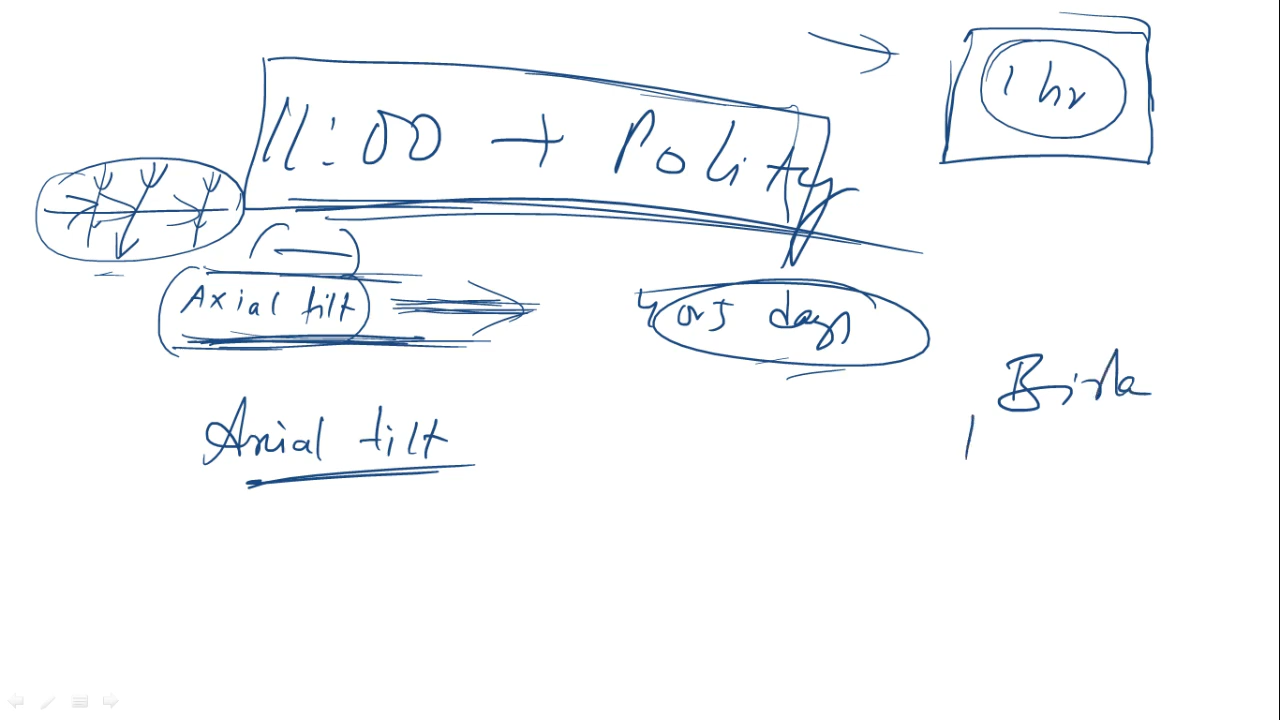 1 hr
11:00 → Polity
Axial tilt
4 or 5 days
Birla
Axial tilt